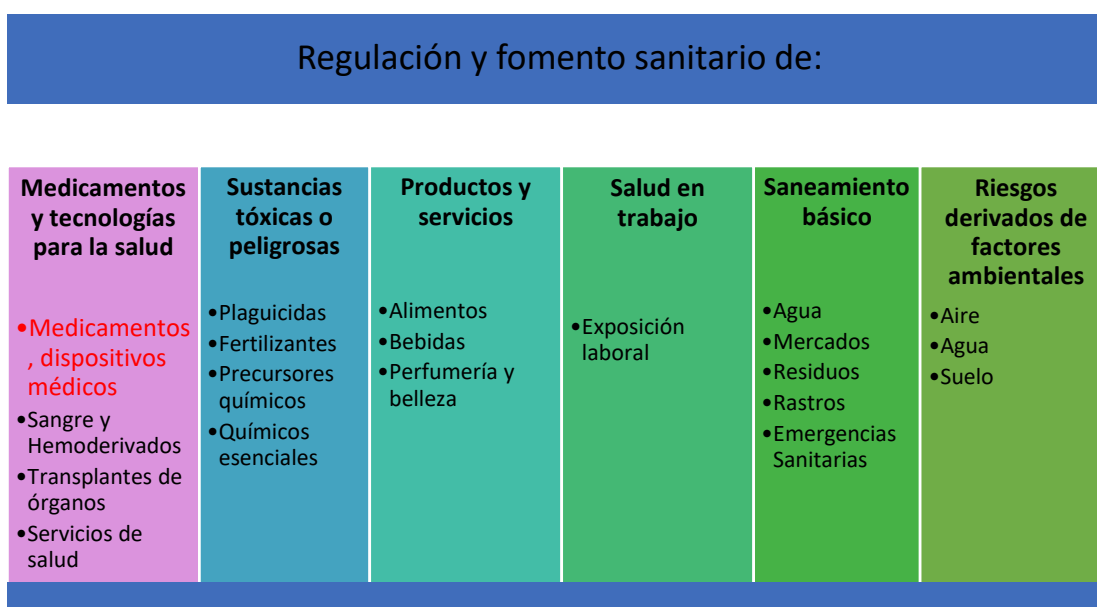 Regulación y fomento sanitario de:
Medicamentos
y tecnologías
para la salud
•Medicamentos
, dispositivos
médicos
•Sangre y
Hemoderivados
•Transplantes de
órganos
•Servicios de
salud
Sustancias
tóxicas o
peligrosas
•Plaguicidas
•Fertilizantes
•Precursores
químicos
•Químicos
esenciales
Productos y
servicios
•Alimentos
•Bebidas
•Perfumería y
belleza
Salud en
trabajo
•Exposición
laboral
Saneamiento
básico
•Agua
•Mercados
•Residuos
•Rastros
•Emergencias
Sanitarias
Riesgos
derivados de
factores
ambientales
•Aire
•Agua
•Suelo